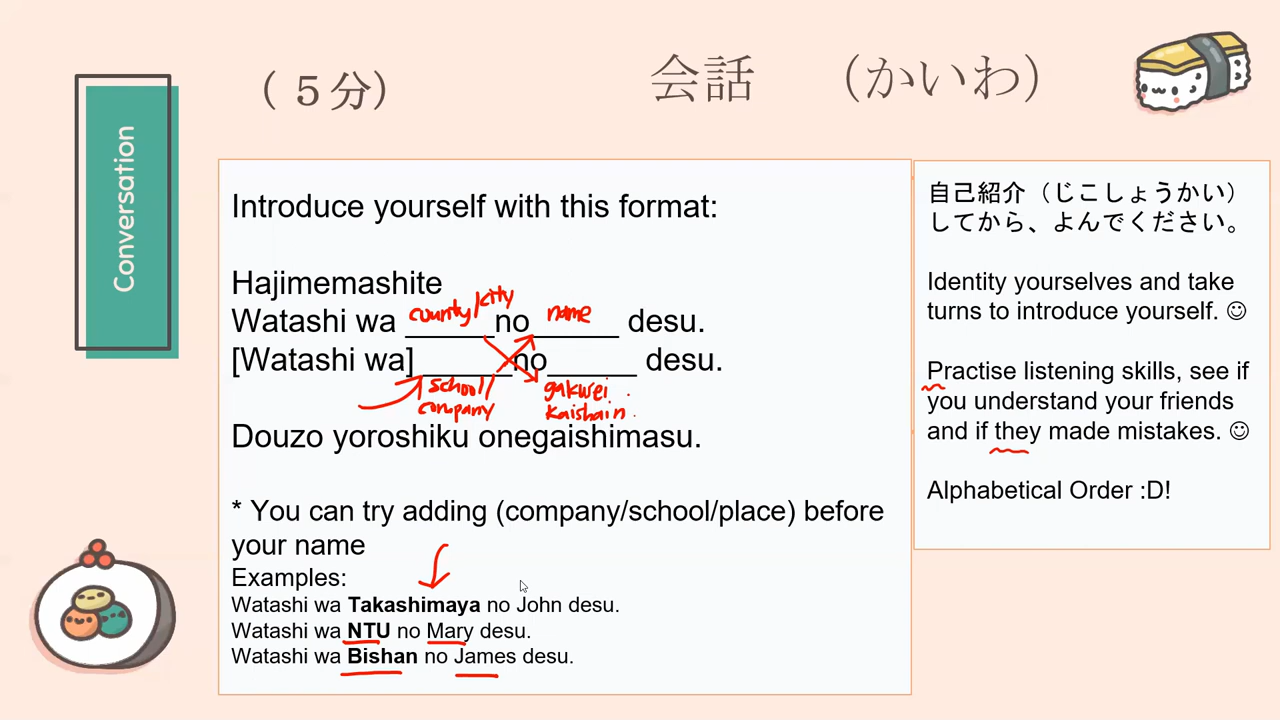 (５分)
会話　（かいわ）
Conversation
Introduce yourself with this format:
Hajimemashite
country/city name
Watashi wa ______no______ desu.
[Watashi wa]______no______ desu.
school/ gakusei
company kaishain
Douzo yoroshiku onegaishimasu.
* You can try adding (company/school/place) before
your name
Examples:
Watashi wa Takashimaya no John desu.
Watashi wa NTU no Mary desu.
Watashi wa Bishan no James desu.
自己紹介（じこしょうかい）
してから、よんでください。
Identity yourselves and take
turns to introduce yourself. ☺
Practise listening skills, see if
you understand your friends
and if they made mistakes. ☺
Alphabetical Order :D!